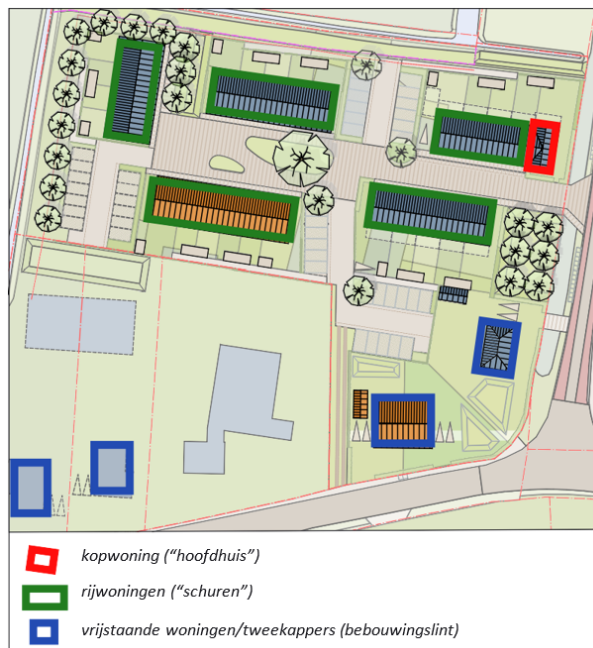 kopwoning (“hoofdhuis”)
rijwoningen (“schuren”)
vrijstaande woningen/tweekappers (bebouwingslint)